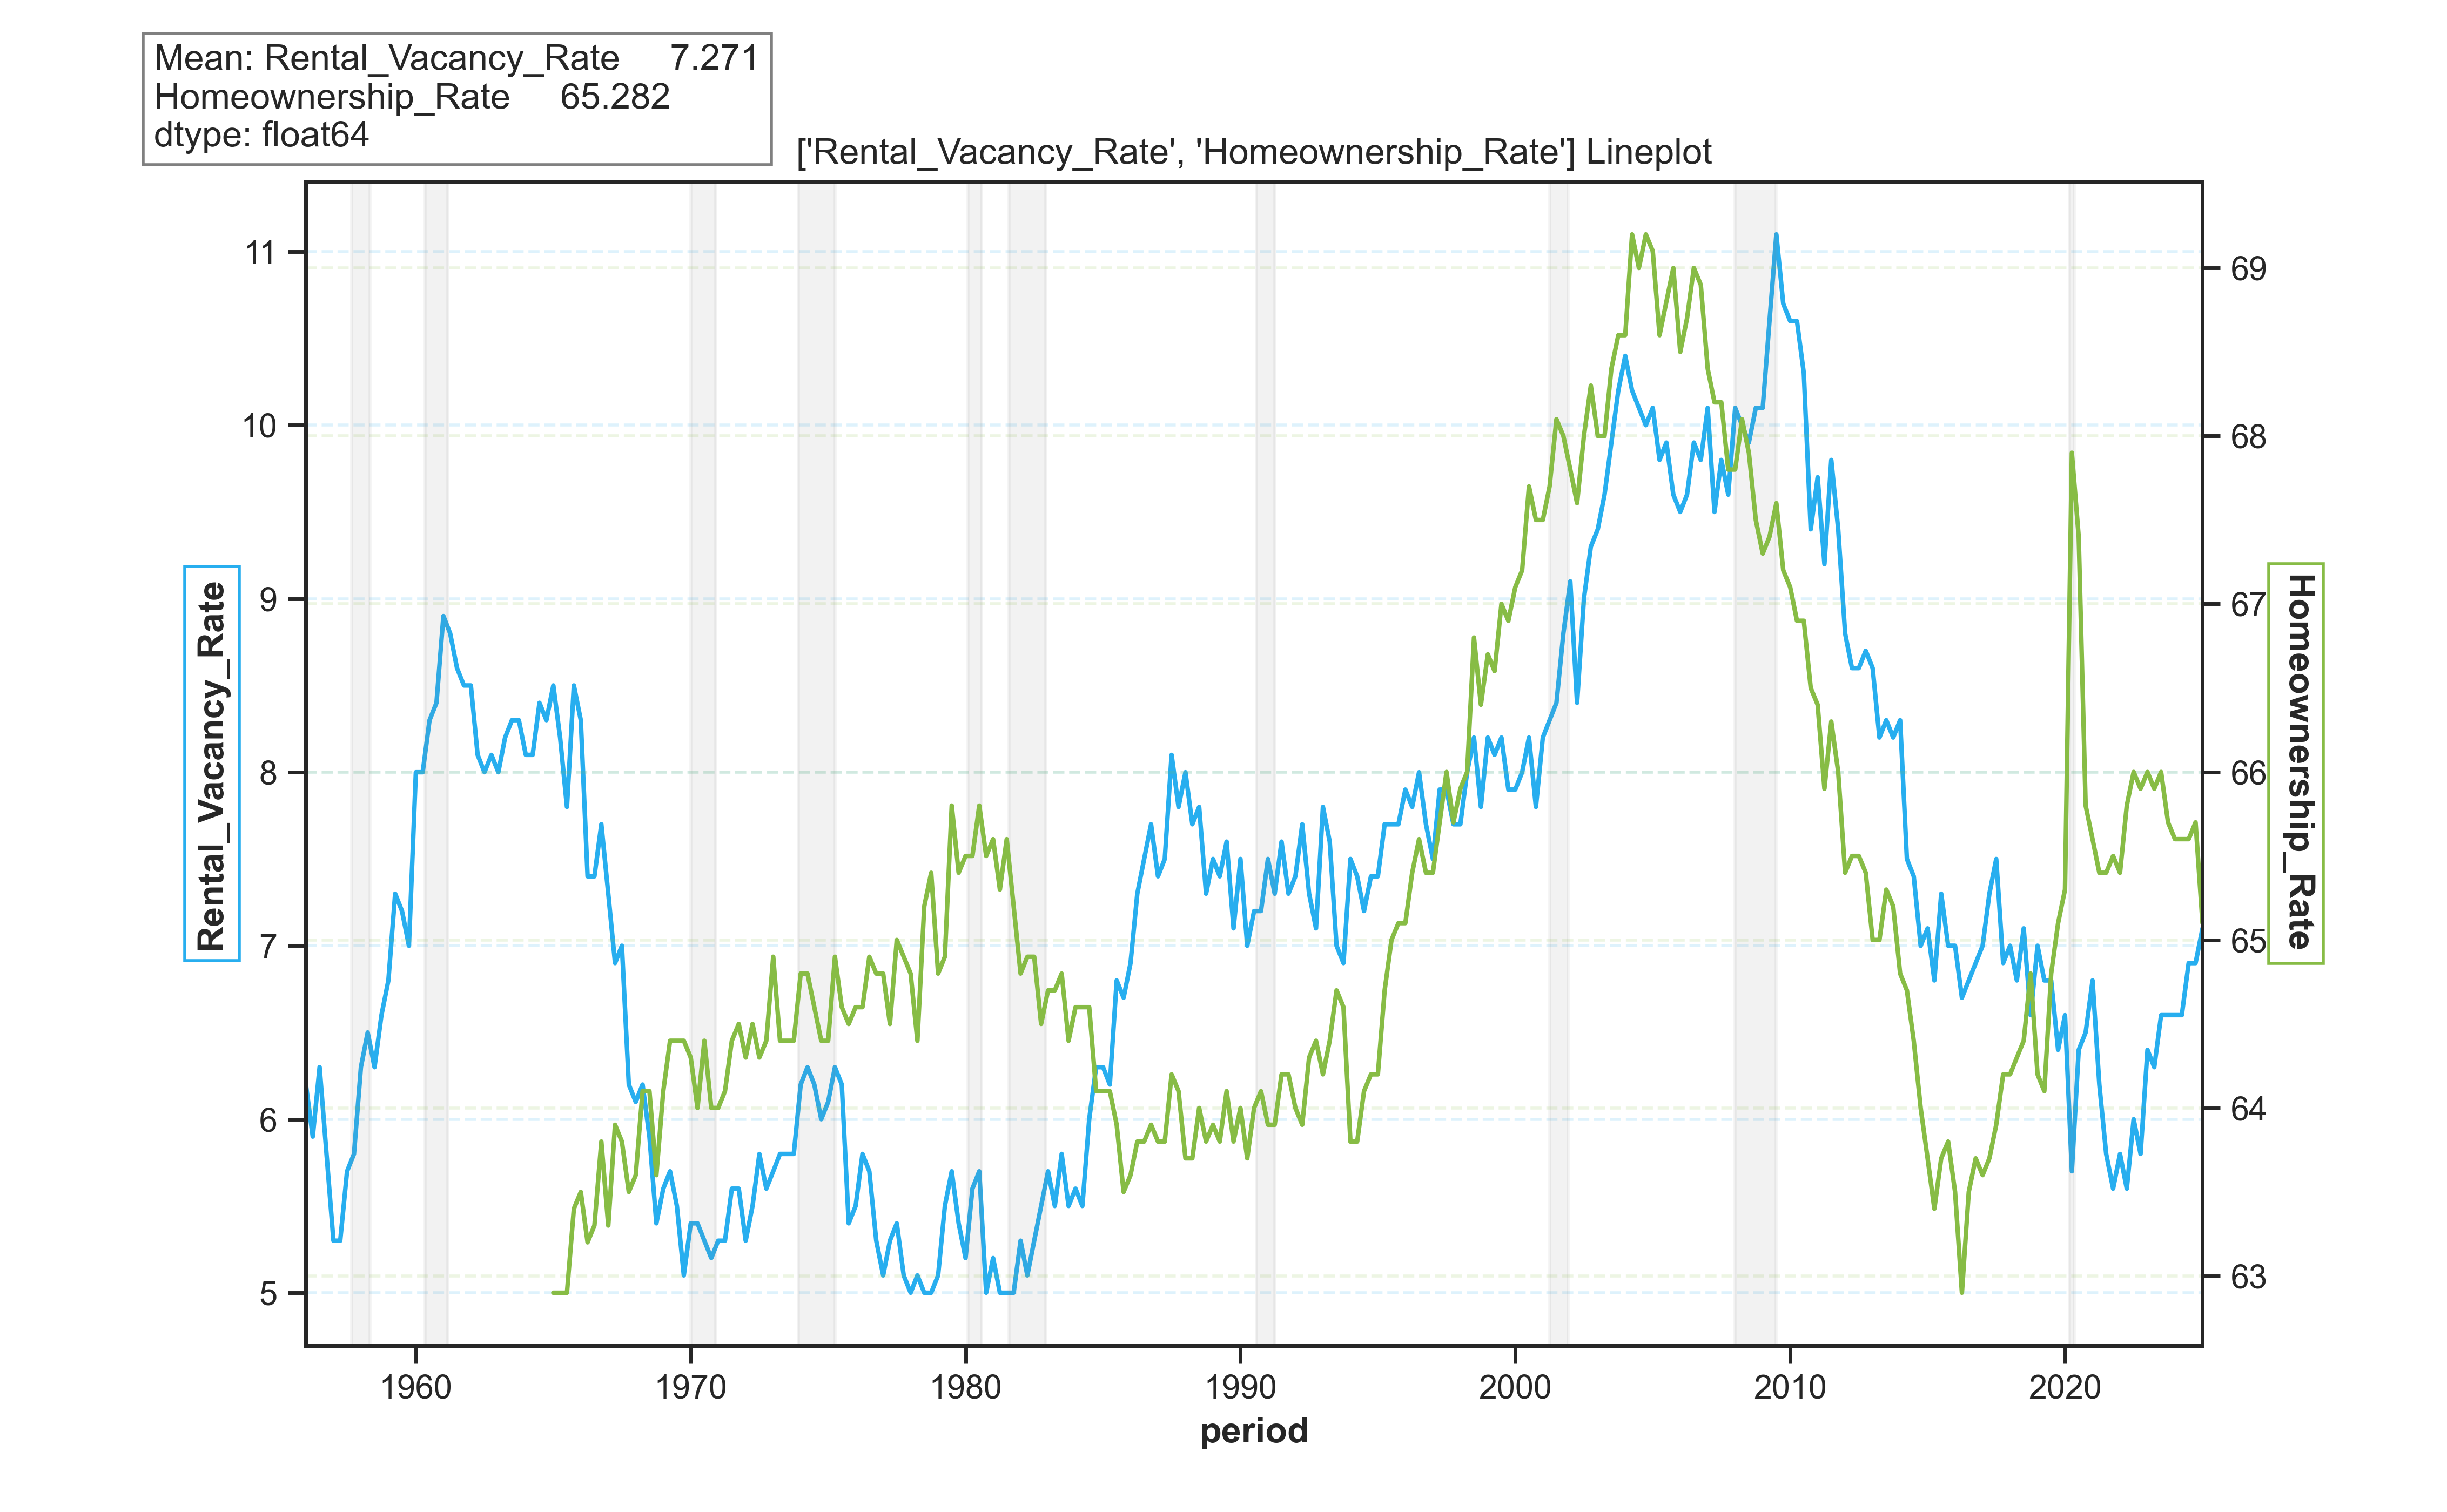 Mean: Rental_Vacancy_Rate 7.271
Homeownership_Rate 65.282
dtype: float64
['Rental_Vacancy_Rate', 'Homeownership_Rate'] Lineplot
11
10
9
8
7
6
5
Rental_Vacancy_Rate
69
68
67
66
65
64
63
Homeownership_Rate
1960 1970 1980 1990 2000 2010 2020
period